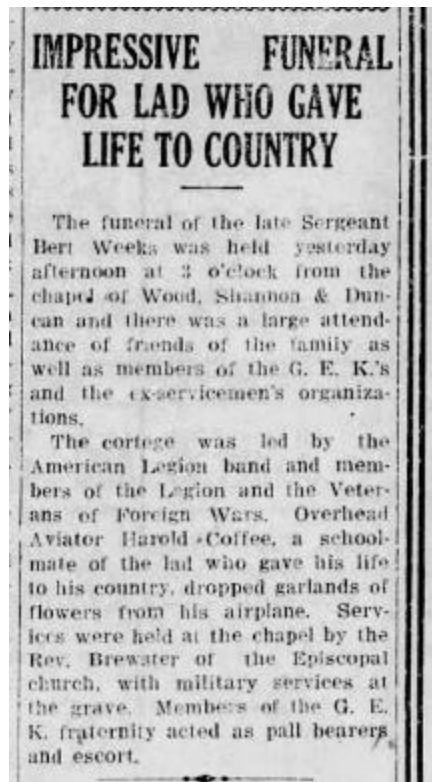 IMPRESSIVE FUNERAL
FOR LAD WHO GAVE
LIFE TO COUNTRY
The funeral of the late Sergeant
Bert Weeks was held yesterday
afternoon at 3 o'clock from the
chapel of Wood, Shannon & Dun-
can and there was a large attend-
ance of friends of the family as
well as members of the G. E. K.'s
and the ex-servicemen's organiza-
tions.
The cortege was led by the
American Legion band and mem-
bers of the Legion and the Veter-
ans of Foreign Wars. Overhead
Aviator Harold Coffee, a school-
mate of the lad who gave his life
to his country, dropped garlands of
flowers from his airplane. Serv-
ices were held at the chapel by the
Rev. Brewater of the Episcopal
church, with military services at
the grave. Members of the G. E.
K. fraternity acted as pall bearers
and escort.